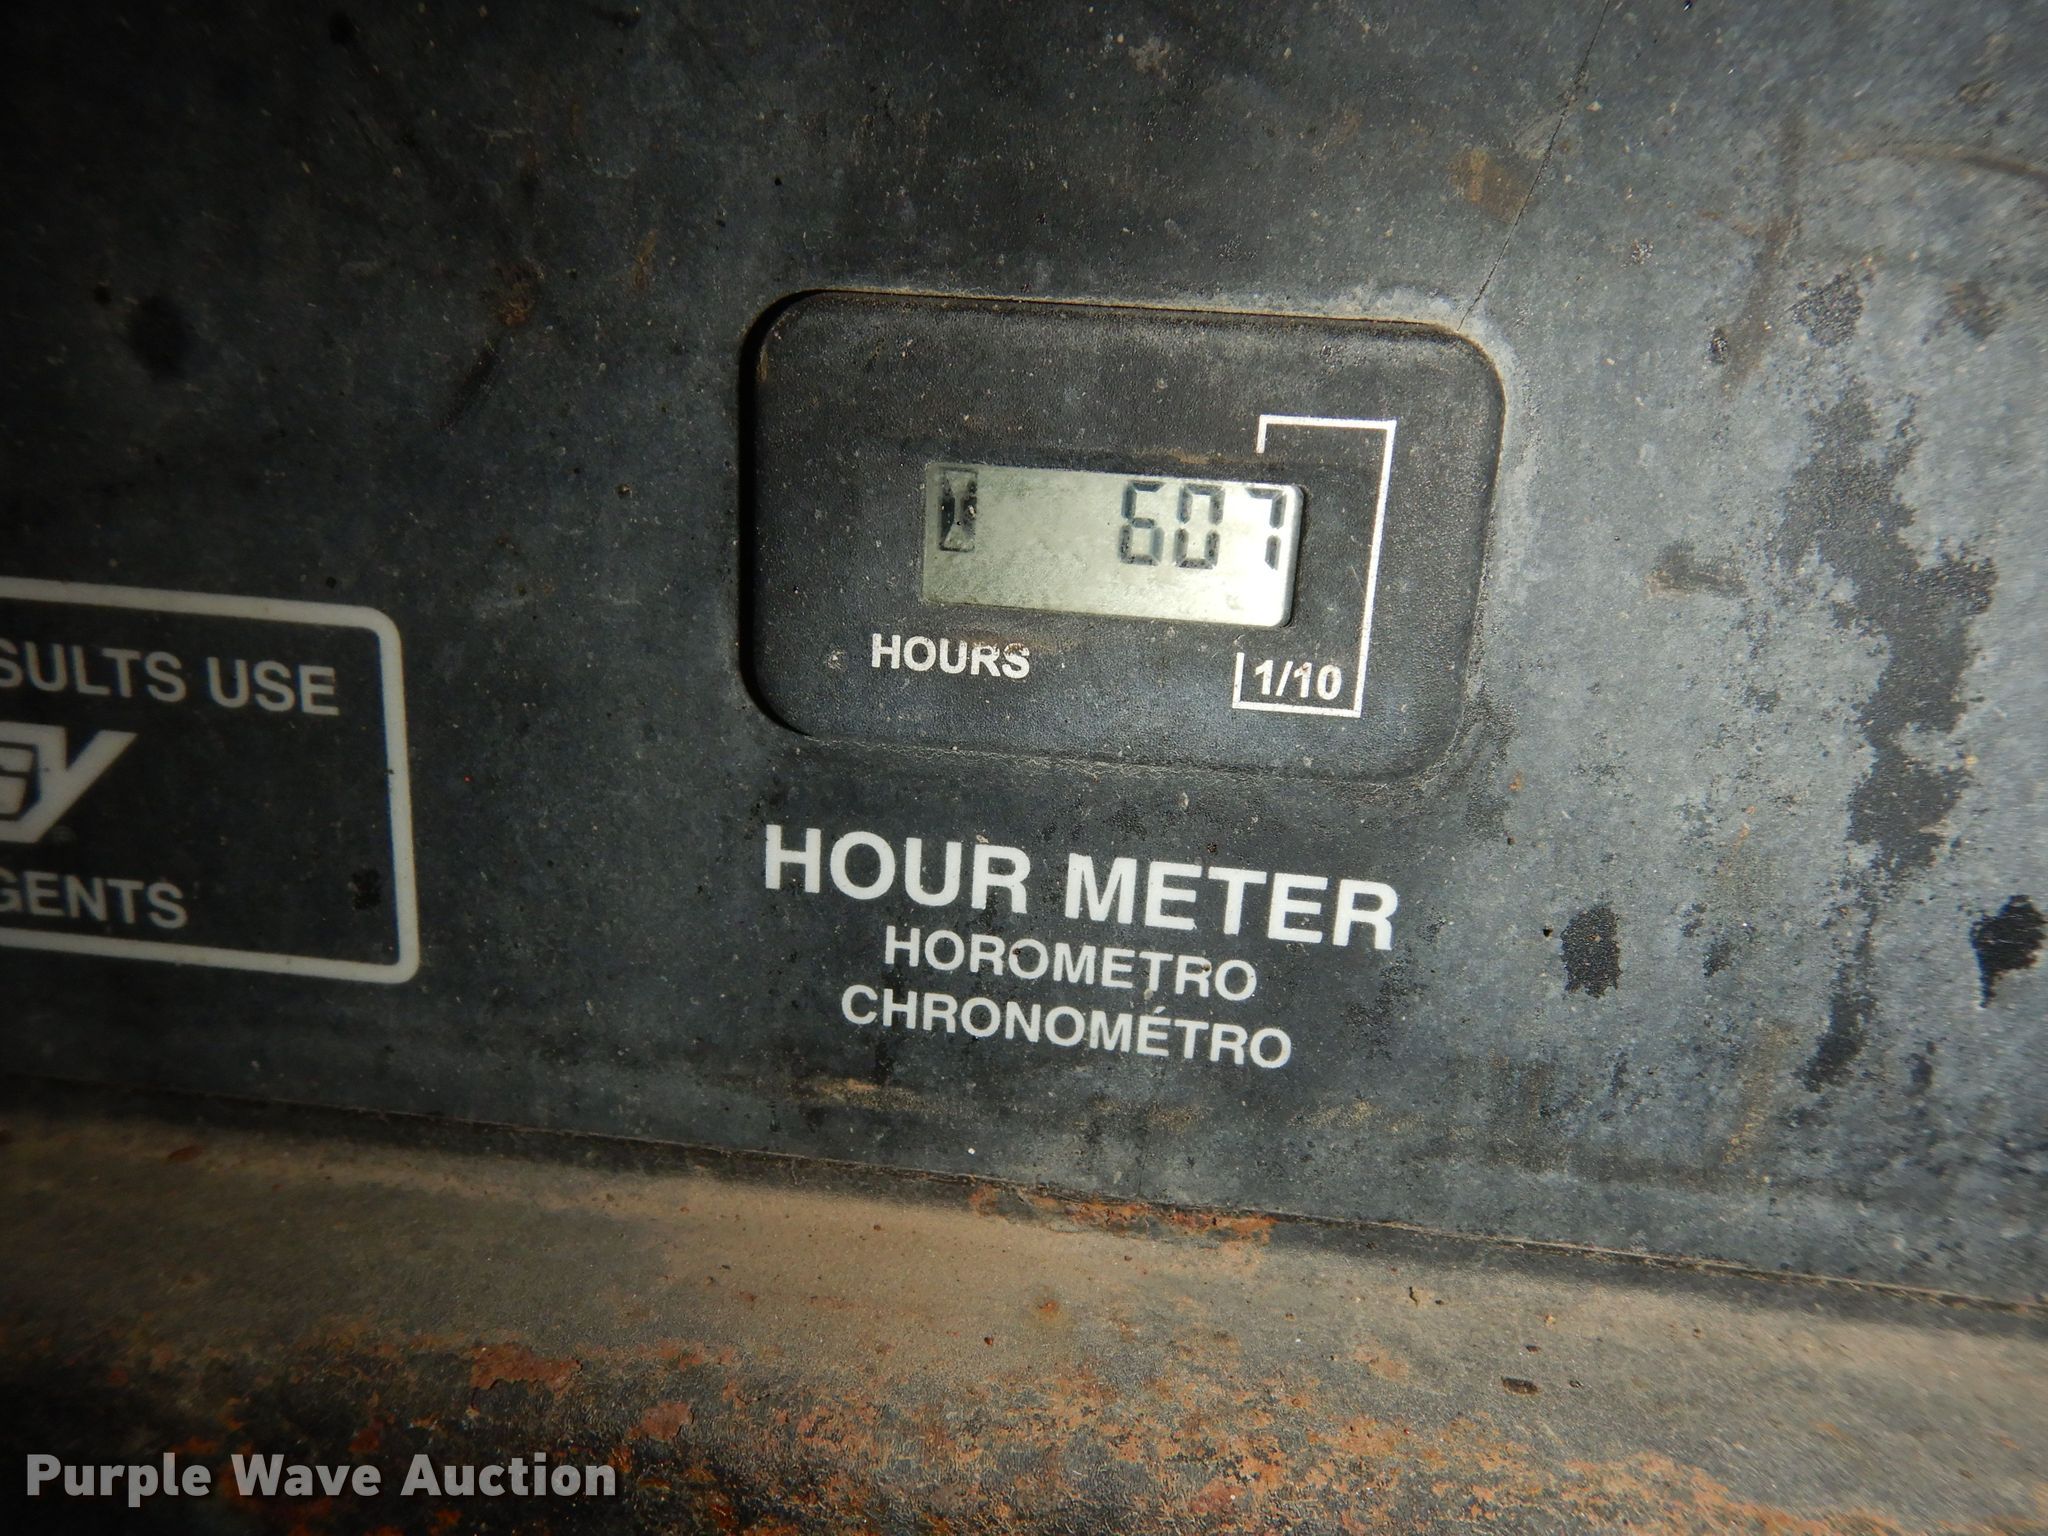 607
HOURS
1/10
SULTS USE
GENTS
HOUR METER
HOROMETRO
CHRONOMÉTRO
Purple Wave Auction